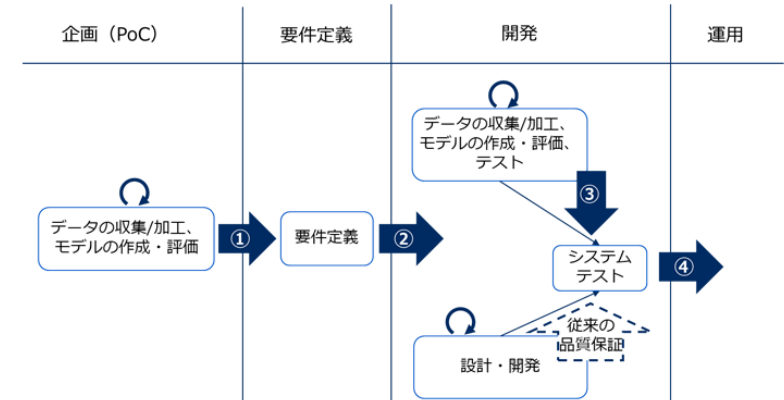 企画（PoC）
要件定義
開発
運用
データの収集/加工、
モデルの作成・評価、
テスト
③
データの収集/加工、
モデルの作成・評価
①
要件定義
②
システム
テスト
④
従来の
品質保証
設計・開発